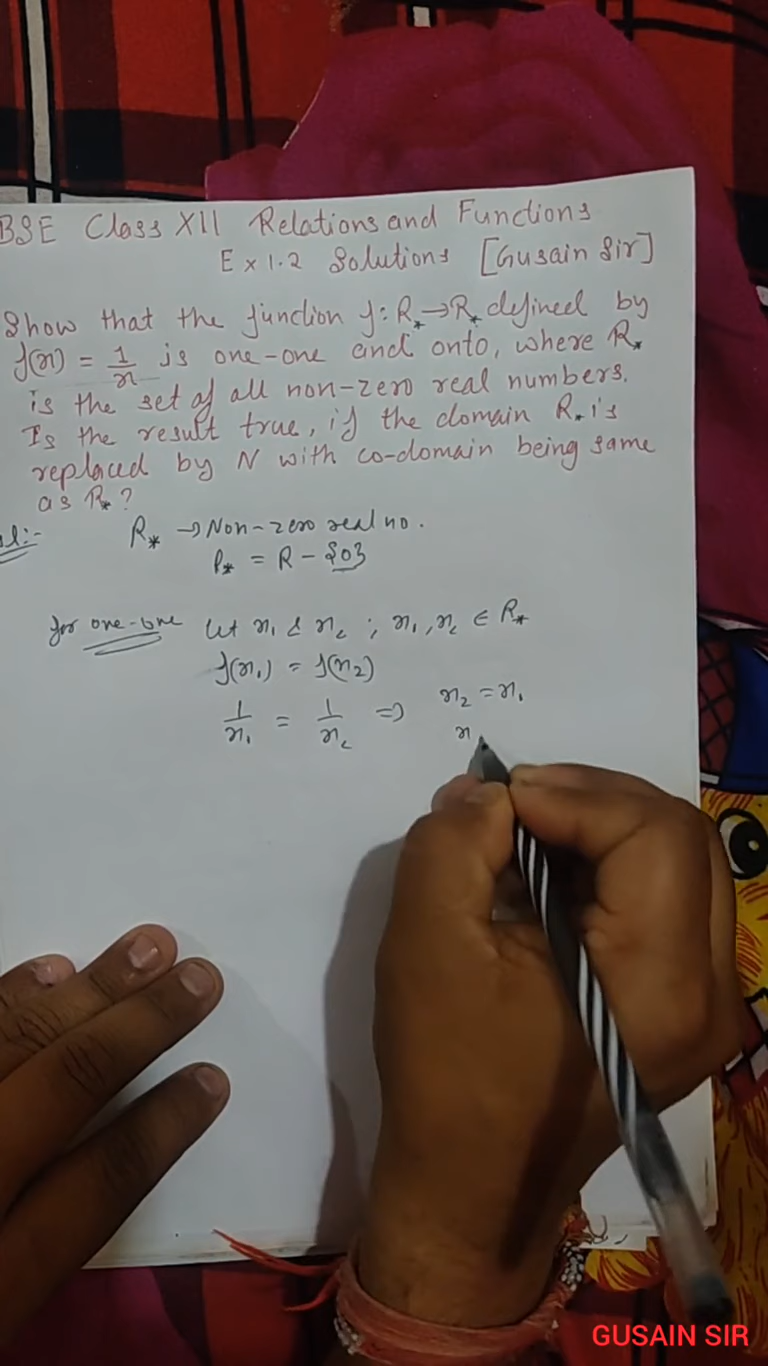 BSE Class XII Relations and Functions
Ex 1.2 Solutions [Gusain Sir]
Show that the function f: R* → R* defined by
f(x) = 1/x is one-one and onto, where R*
is the set of all non-zero real numbers.
Is the result true, if the domain R* is
replaced by N with co-domain being same
as R*?
R* → Non-zero real no.
R* = R - {0}
for one-one Let x₁ & x₂ ; x₁, x₂ ∈ R*
f(x₁) = f(x₂)
1/x₁ = 1/x₂ ⇒ x₂ = x₁
x
GUSAIN SIR